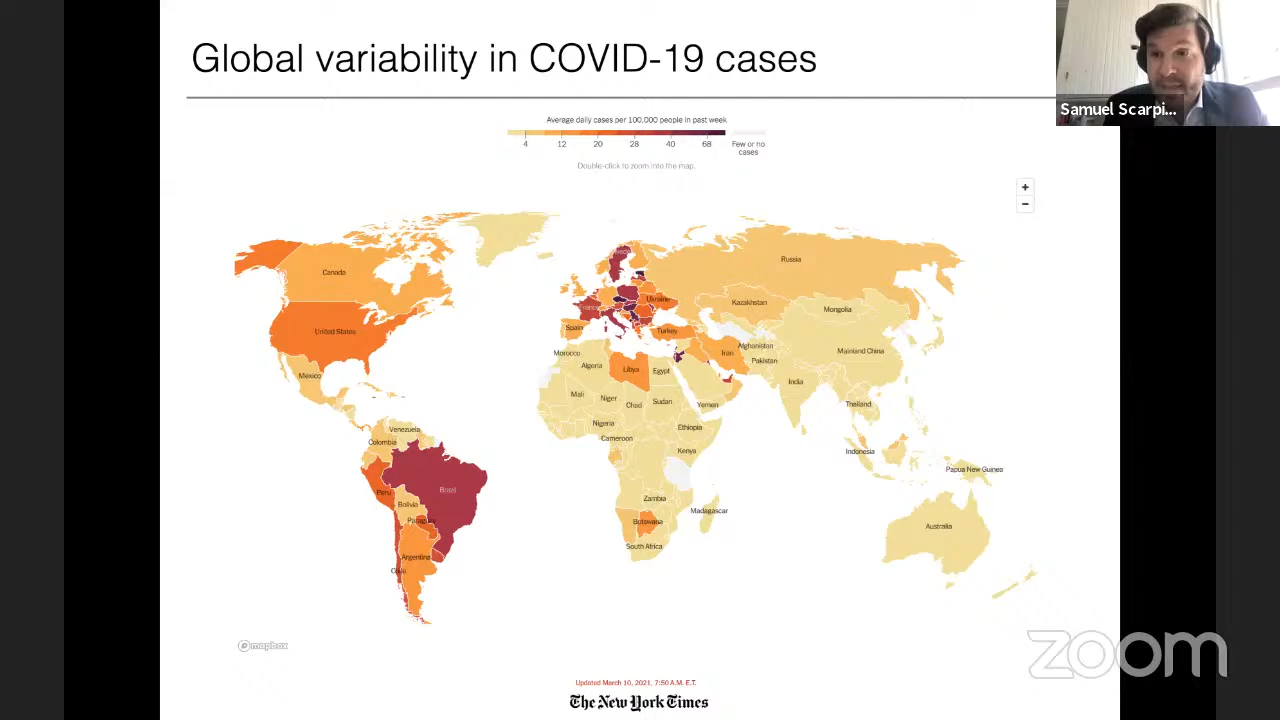 Global variability in COVID-19 cases
Samuel Scarpi...
Average daily cases per 100,000 people in past week
4 12 20 28 40 68 Few or no
cases
Double-click to zoom into the map.
+
−
Canada
Russia
Ukraine
Kazakhstan
Mongolia
France
United States
Spain
Turkey
Afghanistan
Mainland China
Morocco
Iran
Pakistan
Algeria
Libya
Egypt
Mexico
India
Mali
Niger
Chad
Sudan
Yemen
Thailand
Nigeria
Ethiopia
Venezuela
Colombia
Cameroon
Kenya
Indonesia
Papua New Guinea
Peru
Brazil
Bolivia
Zambia
Madagascar
Paraguay
Botswana
Australia
South Africa
Argentina
Chile
mapbox
zoom
Updated March 10, 2021, 7:50 A.M. E.T.
The New York Times